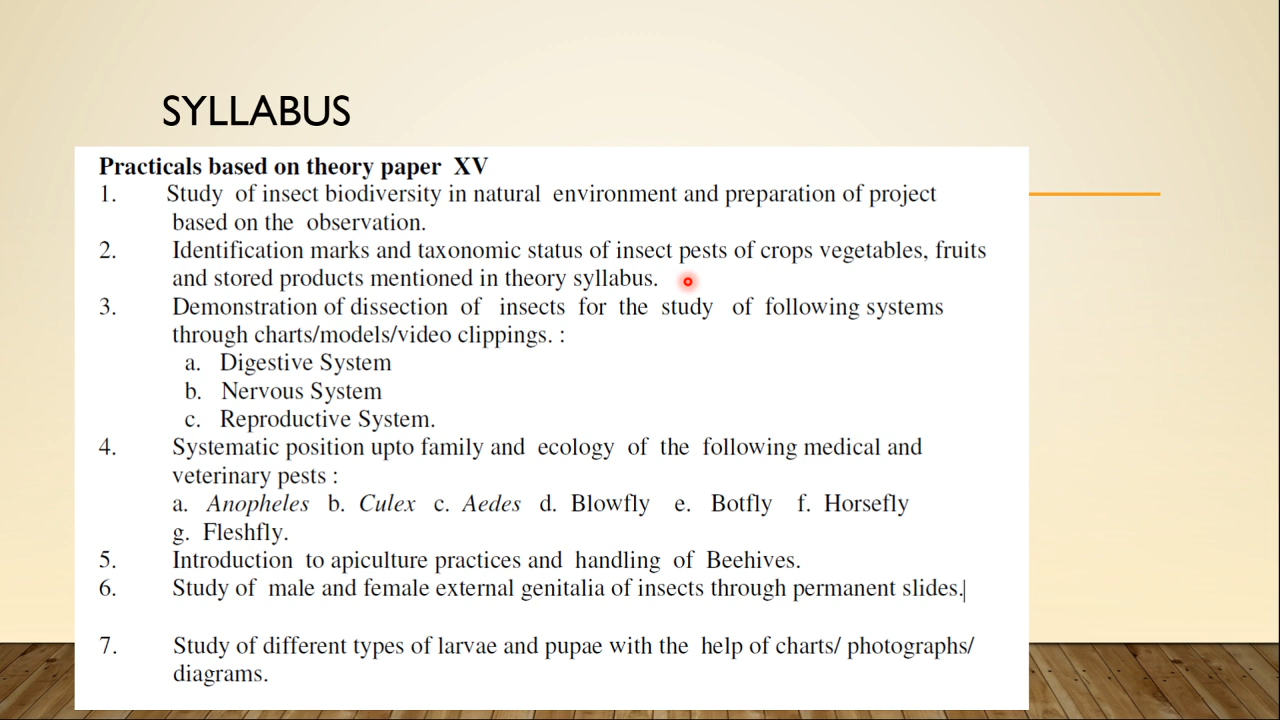 SYLLABUS
Practicals based on theory paper XV
1. Study of insect biodiversity in natural environment and preparation of project
based on the observation.
2. Identification marks and taxonomic status of insect pests of crops vegetables, fruits
and stored products mentioned in theory syllabus.
3. Demonstration of dissection of insects for the study of following systems
through charts/models/video clippings. :
a. Digestive System
b. Nervous System
c. Reproductive System.
4. Systematic position upto family and ecology of the following medical and
veterinary pests :
a. Anopheles b. Culex c. Aedes d. Blowfly e. Botfly f. Horsefly
g. Fleshfly.
5. Introduction to apiculture practices and handling of Beehives.
6. Study of male and female external genitalia of insects through permanent slides.
7. Study of different types of larvae and pupae with the help of charts/ photographs/
diagrams.